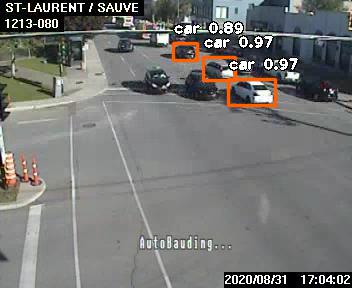 ST-LAURENT / SAUVE
1213-080
car 0.89
car 0.97
car 0.97
AutoBauding...
2020/08/31 17:04:02